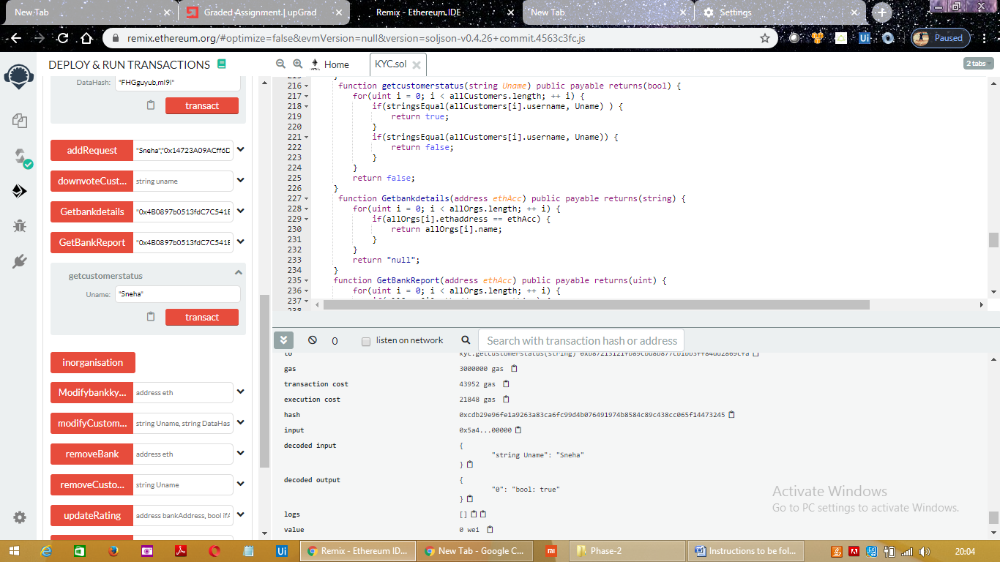 New Tab
Graded Assignment | upGrad
Remix - Ethereum IDE
New Tab
Settings
remix.ethereum.org/#optimize=false&evmVersion=null&version=soljson-v0.4.26+commit.4563c3fc.js
Ui
Paused
DEPLOY & RUN TRANSACTIONS
DataHash:
"FHGguyub,ml9i"
transact
addRequest
"Sneha","0x14723A09ACff6D
downvoteCust...
string uname
Getbankdetails
"0x4B0897b0513fdC7C541B
GetBankReport
"0x4B0897b0513fdC7C541B
getcustomerstatus
Uname:
"Sneha"
transact
inorganisation
Modifybankky...
address eth
modifyCustom...
string Uname, string DataHas
removeBank
address eth
removeCusto...
string Uname
updateRating
address bankAddress, bool ifA
Home
KYC.sol
2 tabs
215 }
216 function getcustomerstatus(string Uname) public payable returns(bool) {
217 for(uint i = 0; i < allCustomers.length; ++ i) {
218 if(stringsEqual(allCustomers[i].username, Uname) ) {
219 return true;
220 }
221 if(stringsEqual(allCustomers[i].username, Uname)) {
222 return false;
223 }
224 }
225 return false;
226 }
227 function Getbankdetails(address ethAcc) public payable returns(string) {
228 for(uint i = 0; i < allOrgs.length; ++ i) {
229 if(allOrgs[i].ethaddress == ethAcc) {
230 return allOrgs[i].name;
231 }
232 }
233 return "null";
234 }
235 function GetBankReport(address ethAcc) public payable returns(uint) {
236 for(uint i = 0; i < allOrgs.length; ++ i) {
237
238
0
listen on network
Search with transaction hash or address
to
gas
3000000 gas
transaction cost
43952 gas
execution cost
21848 gas
hash
0xcdb29e96fe1a9263a83ca6fc99d4b076491974b8584c89c438cc065f14473245
input
0x5a4...00000
decoded input
{
"string Uname": "Sneha"
}
decoded output
{
"0": "bool: true"
}
logs
[]
value
0 wei
Activate Windows
Go to PC settings to activate Windows.
Ui
Remix - Ethereum ID...
New Tab - Google C...
Phase-2
Instructions to be fol...
20:04